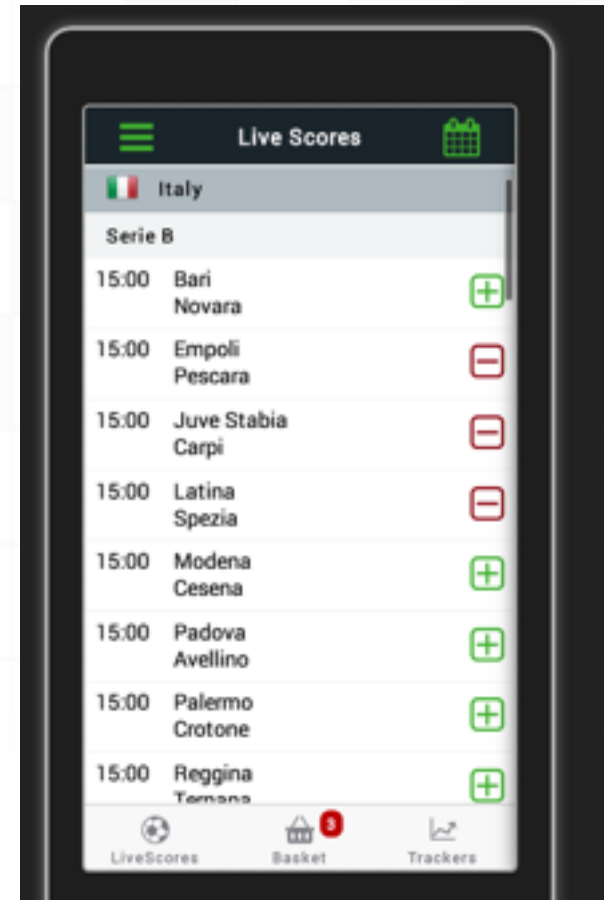 Live Scores
Italy
Serie B
15:00 Bari
Novara
15:00 Empoli
Pescara
15:00 Juve Stabia
Carpi
15:00 Latina
Spezia
15:00 Modena
Cesena
15:00 Padova
Avellino
15:00 Palermo
Crotone
15:00 Reggina
Ternana
3
LiveScores Basket Trackers